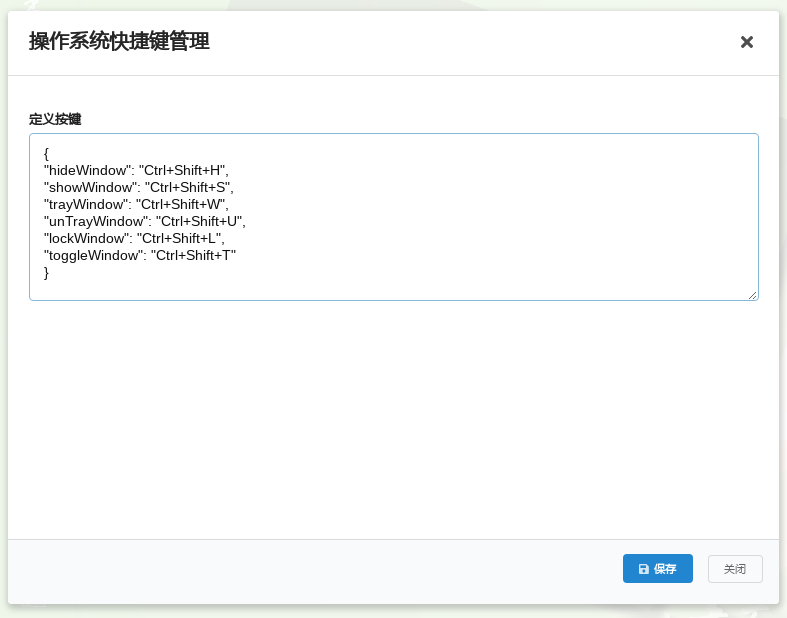 操作系统快捷键管理
定义按键
{
"hideWindow": "Ctrl+Shift+H",
"showWindow": "Ctrl+Shift+S",
"trayWindow": "Ctrl+Shift+W",
"unTrayWindow": "Ctrl+Shift+U",
"lockWindow": "Ctrl+Shift+L",
"toggleWindow": "Ctrl+Shift+T"
}
保存
关闭